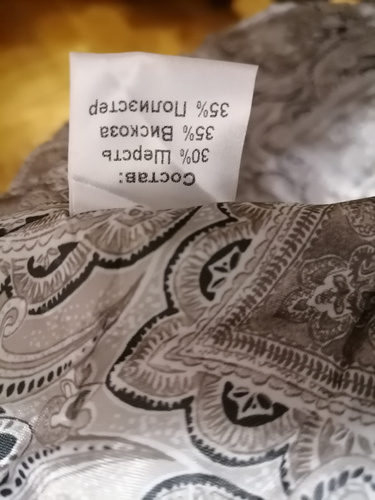 Состав:
30% Шерсть
35% Вискоза
35% Полиэстер